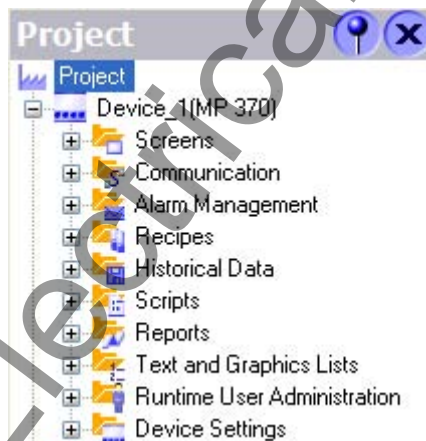 Project
Project
Device_1(MP 370)
Screens
Communication
Alarm Management
Recipes
Historical Data
Scripts
Reports
Text and Graphics Lists
Runtime User Administration
Device Settings
Electrical